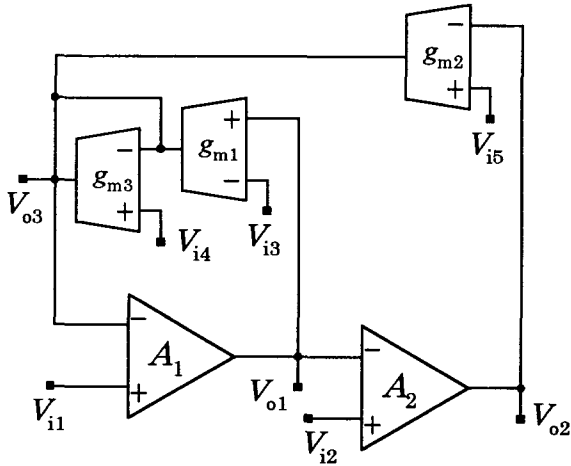 g_m2
−
+
V_i5
+
g_m1
−
V_i3
−
g_m3
+
V_i4
V_o3
−
A_1
+
V_i1
V_o1
−
A_2
+
V_i2
V_o2